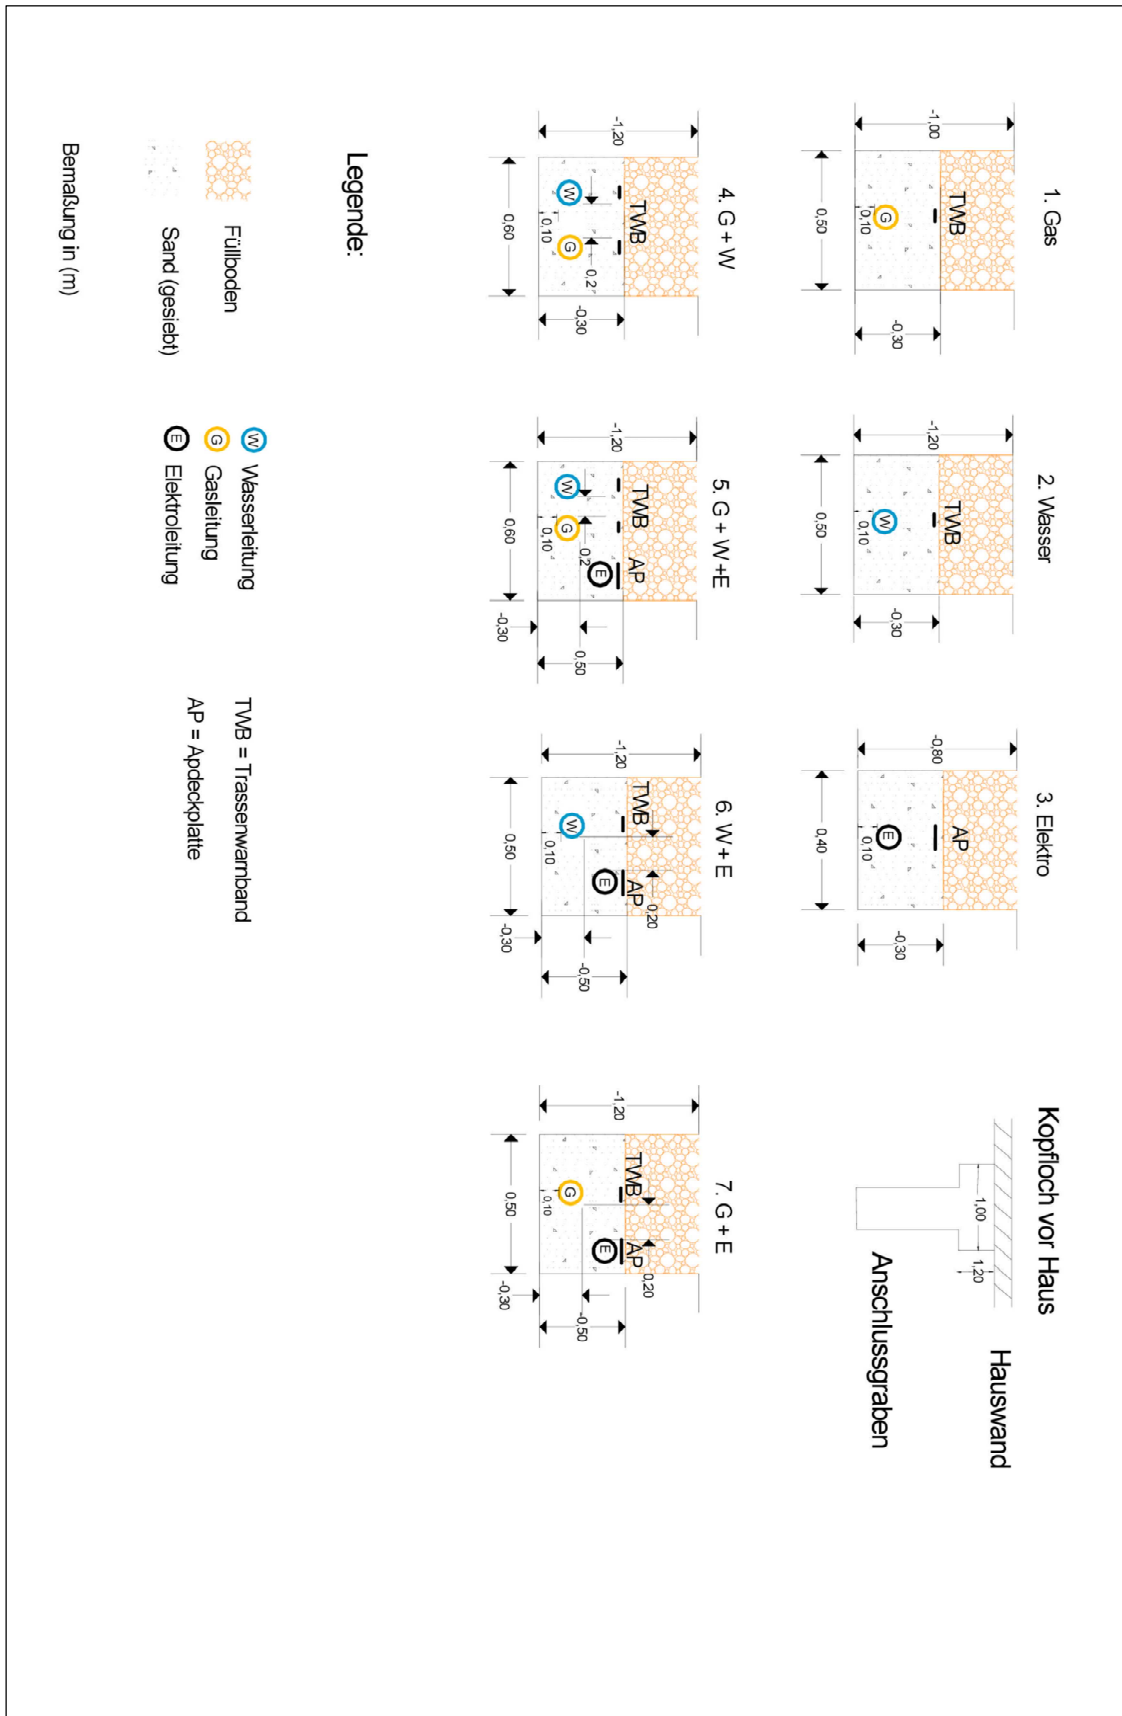 1. Gas
-1,00
TWB
G
0,10
0,50
-0,30
2. Wasser
-1,20
TWB
W
0,10
0,50
-0,30
3. Elektro
-0,80
AP
E
0,10
0,40
-0,30
Kopfloch vor Haus
Hauswand
1,00
1,20
Anschlussgraben
4. G + W
-1,20
TWB
W
G
0,10
0,2
0,60
-0,30
5. G + W +E
-1,20
TWB
AP
W
G
E
0,10
0,2
0,60
-0,30
0,50
6. W + E
-1,20
TWB
AP
W
E
0,10
0,20
0,50
-0,30
-0,50
7. G + E
-1,20
TWB
AP
G
E
0,10
0,20
0,50
-0,30
-0,50
Legende:
Füllboden
Sand (gesiebt)
W Wasserleitung
G Gasleitung
E Elektroleitung
TWB = Trassenwarnband
AP = Apdeckplatte
Bemaßung in (m)